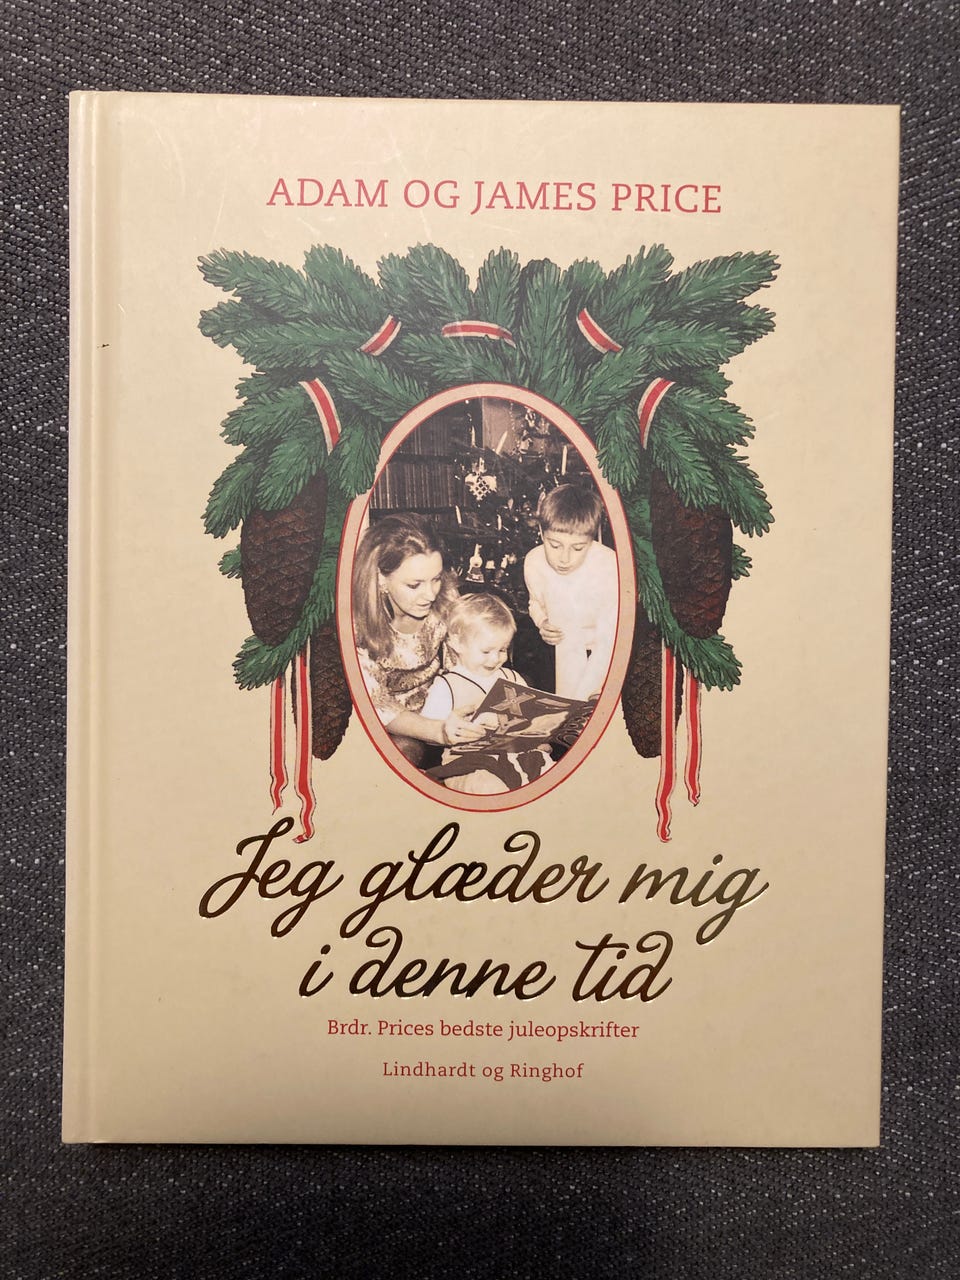 ADAM OG JAMES PRICE
Jeg glæder mig
i denne tid
Brdr. Prices bedste juleopskrifter
Lindhardt og Ringhof